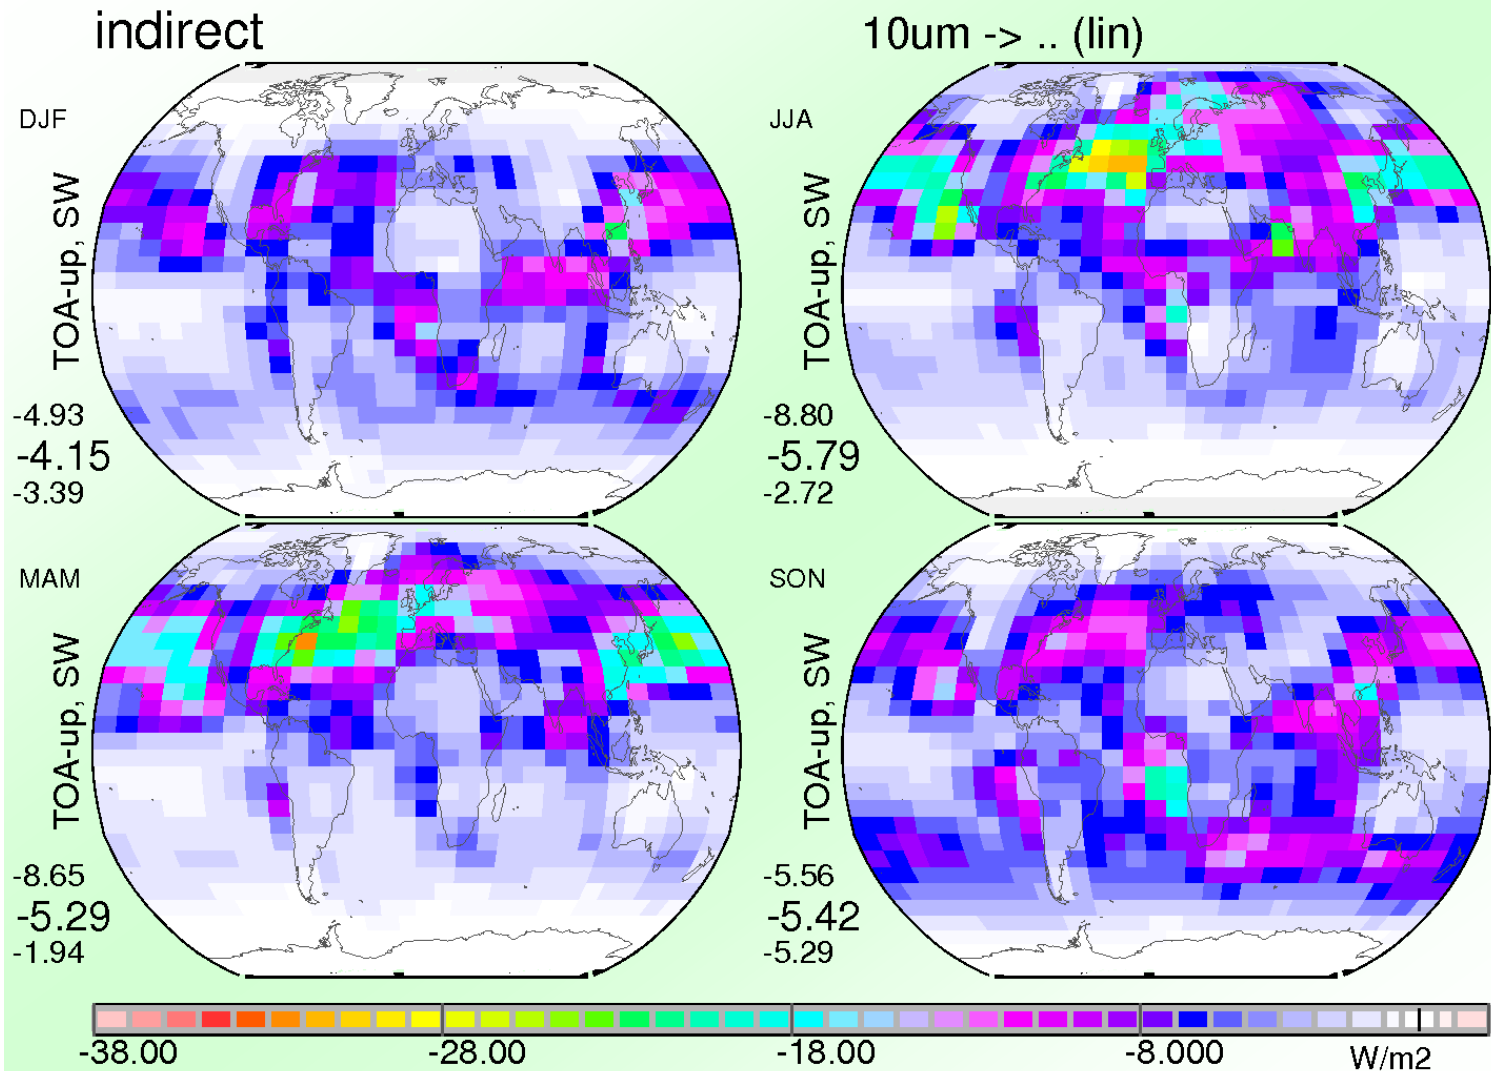 indirect
10um -> .. (lin)
DJF
TOA-up, SW
-4.93
-4.15
-3.39
JJA
TOA-up, SW
-8.80
-5.79
-2.72
MAM
TOA-up, SW
-8.65
-5.29
-1.94
SON
TOA-up, SW
-5.56
-5.42
-5.29
-38.00 -28.00 -18.00 -8.000 W/m2